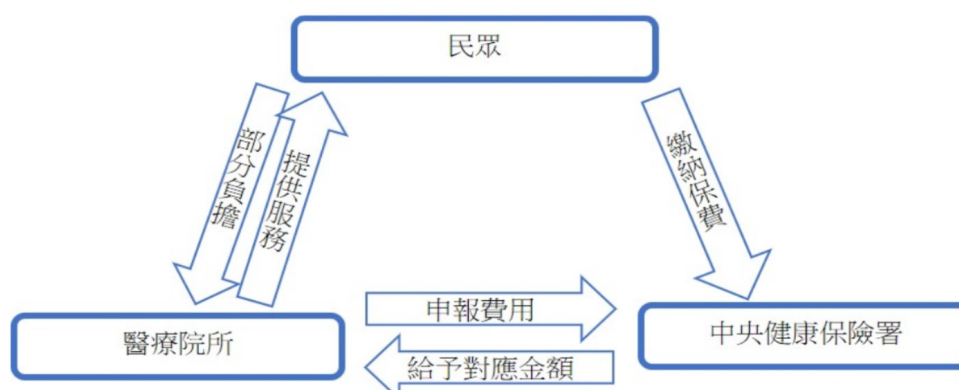 民眾
部分負擔
提供服務
繳納保費
申報費用
醫療院所
中央健康保險署
給予對應金額